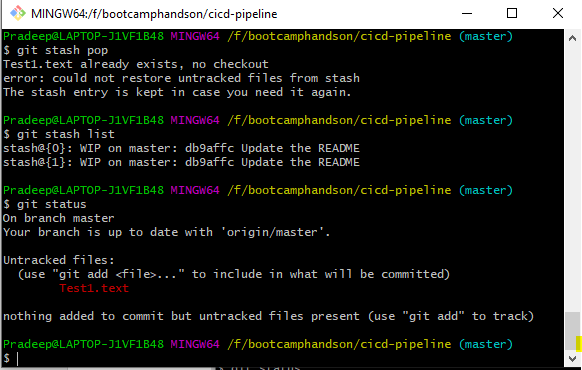 MINGW64:/f/bootcamphandson/cicd-pipeline
Pradeep@LAPTOP-J1VF1B48 MINGW64 /f/bootcamphandson/cicd-pipeline (master)
$ git stash pop
Test1.text already exists, no checkout
error: could not restore untracked files from stash
The stash entry is kept in case you need it again.
Pradeep@LAPTOP-J1VF1B48 MINGW64 /f/bootcamphandson/cicd-pipeline (master)
$ git stash list
stash@{0}: WIP on master: db9affc Update the README
stash@{1}: WIP on master: db9affc Update the README
Pradeep@LAPTOP-J1VF1B48 MINGW64 /f/bootcamphandson/cicd-pipeline (master)
$ git status
On branch master
Your branch is up to date with 'origin/master'.
Untracked files:
(use "git add <file>..." to include in what will be committed)
Test1.text
nothing added to commit but untracked files present (use "git add" to track)
Pradeep@LAPTOP-J1VF1B48 MINGW64 /f/bootcamphandson/cicd-pipeline (master)
$